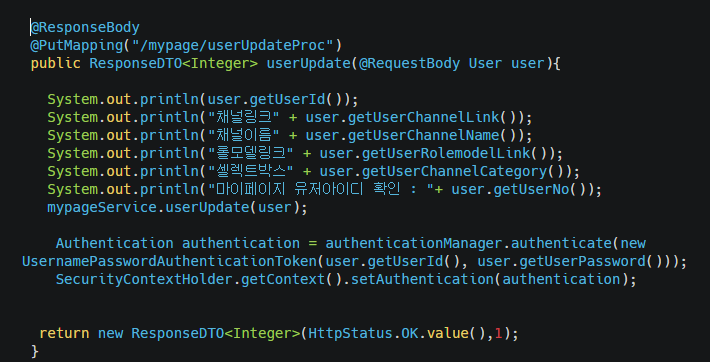 @ResponseBody
@PutMapping("/mypage/userUpdateProc")
public ResponseDTO<Integer> userUpdate(@RequestBody User user){
System.out.println(user.getUserId());
System.out.println("채널링크" + user.getUserChannelLink());
System.out.println("채널이름" + user.getUserChannelName());
System.out.println("롤모델링크" + user.getUserRolemodelLink());
System.out.println("셀렉트박스" + user.getUserChannelCategory());
System.out.println("마이페이지 유저아이디 확인 : "+ user.getUserNo());
mypageService.userUpdate(user);
Authentication authentication = authenticationManager.authenticate(new
UsernamePasswordAuthenticationToken(user.getUserId(), user.getUserPassword()));
SecurityContextHolder.getContext().setAuthentication(authentication);
return new ResponseDTO<Integer>(HttpStatus.OK.value(),1);
}